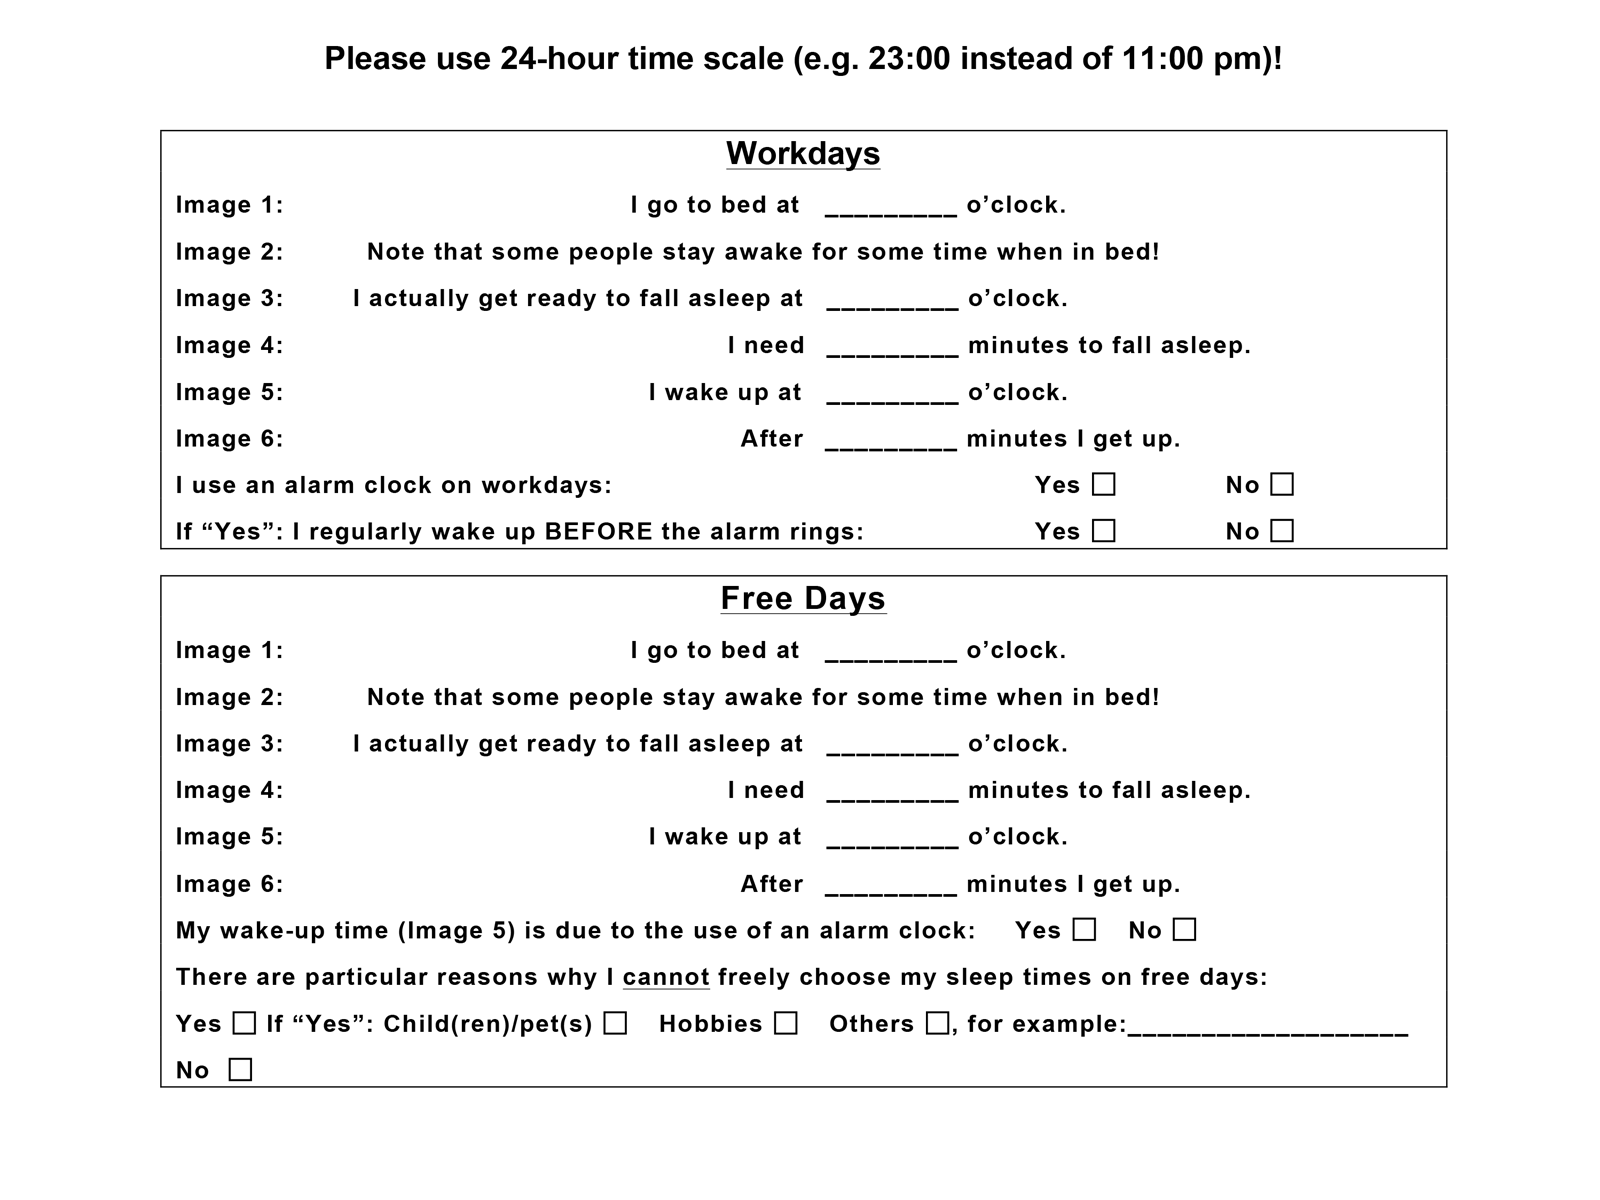 Please use 24-hour time scale (e.g. 23:00 instead of 11:00 pm)!
Workdays
Image 1: I go to bed at _________ o’clock.
Image 2: Note that some people stay awake for some time when in bed!
Image 3: I actually get ready to fall asleep at _________ o’clock.
Image 4: I need _________ minutes to fall asleep.
Image 5: I wake up at _________ o’clock.
Image 6: After _________ minutes I get up.
I use an alarm clock on workdays: Yes ☐ No ☐
If “Yes”: I regularly wake up BEFORE the alarm rings: Yes ☐ No ☐
Free Days
Image 1: I go to bed at _________ o’clock.
Image 2: Note that some people stay awake for some time when in bed!
Image 3: I actually get ready to fall asleep at _________ o’clock.
Image 4: I need _________ minutes to fall asleep.
Image 5: I wake up at _________ o’clock.
Image 6: After _________ minutes I get up.
My wake-up time (Image 5) is due to the use of an alarm clock: Yes ☐ No ☐
There are particular reasons why I cannot freely choose my sleep times on free days:
Yes ☐ If “Yes”: Child(ren)/pet(s) ☐ Hobbies ☐ Others ☐, for example:___________________
No ☐